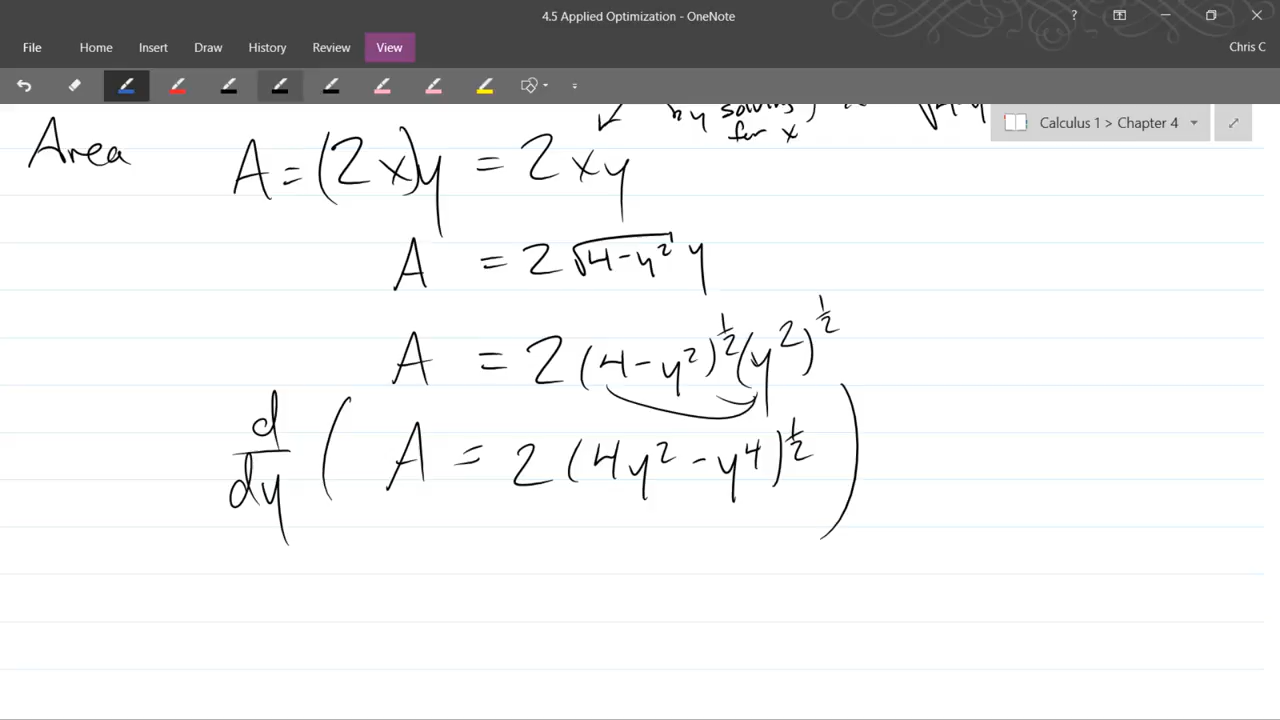 4.5 Applied Optimization - OneNote
File Home Insert Draw History Review View Chris C
Calculus 1 > Chapter 4
by solving
for x
Area A = (2x)y = 2xy
A = 2√(4-y²) y
A = 2(4-y²)^½ (y²)^½
d/dy ( A = 2(4y²-y⁴)^½ )